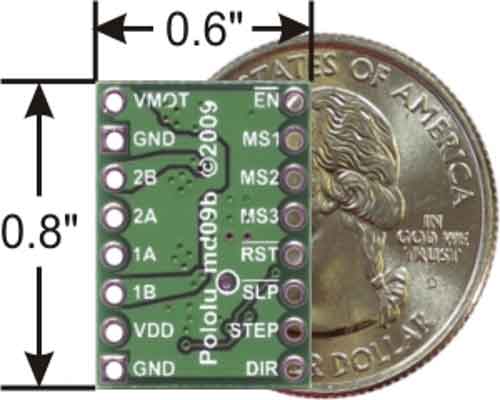 0.6"
0.8"
VMOT
GND
2B
2A
1A
1B
VDD
GND
Pololu md09b ©2009
EN
MS1
MS2
MS3
RST
SLP
STEP
DIR
STATES OF AMERICA
IN
GOD WE
TRUST
D
R DOLLAR